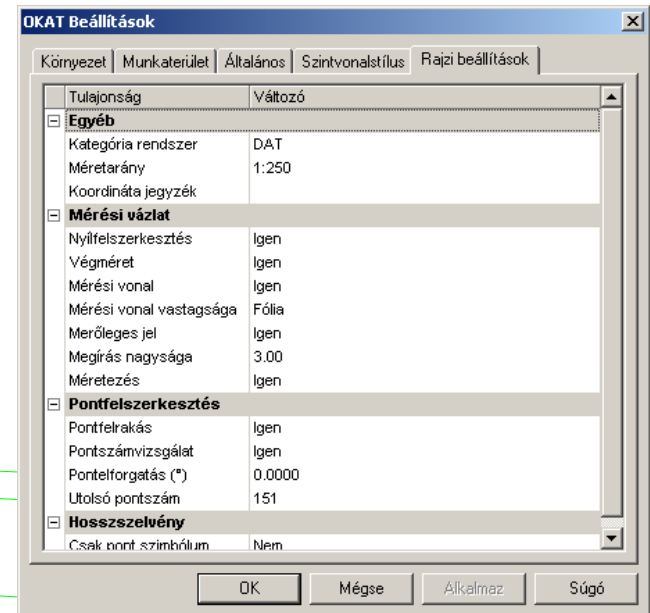 OKAT Beállítások
Környezet Munkaterület Általános Szintvonalstílus Rajzi beállítások
Tulajonság Változó
Egyéb
Kategória rendszer DAT
Méretarány 1:250
Koordináta jegyzék
Mérési vázlat
Nyílfelszerkesztés Igen
Végméret Igen
Mérési vonal Igen
Mérési vonal vastagsága Fólia
Merőleges jel Igen
Megírás nagysága 3.00
Méretezés Igen
Pontfelszerkesztés
Pontfelrakás Igen
Pontszámvizsgálat Igen
Pontelforgatás (°) 0.0000
Utolsó pontszám 151
Hosszszelvény
Csak pont szimbólum Nem
OK Mégse Alkalmaz Súgó